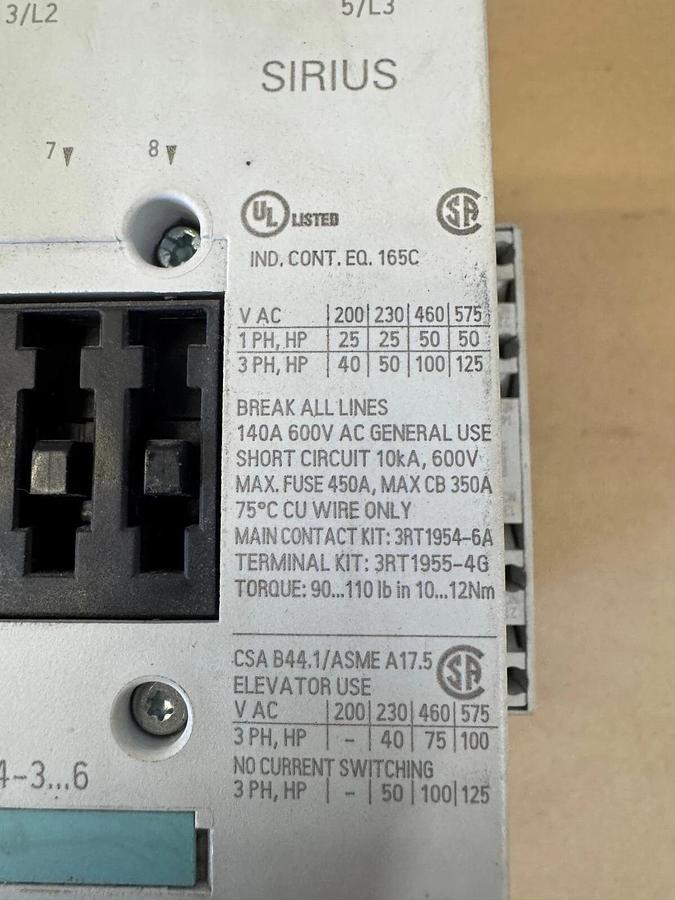 3/L2 5/L3
SIRIUS
7 8
UL LISTED SA
IND. CONT. EQ. 165C
V AC | 200 | 230 | 460 | 575
1 PH, HP | 25 | 25 | 50 | 50
3 PH, HP | 40 | 50 | 100 | 125
BREAK ALL LINES
140A 600V AC GENERAL USE
SHORT CIRCUIT 10kA, 600V
MAX. FUSE 450A, MAX CB 350A
75°C CU WIRE ONLY
MAIN CONTACT KIT: 3RT1954-6A
TERMINAL KIT: 3RT1955-4G
TORQUE: 90...110 lb in 10...12Nm
CSA B44.1/ASME A17.5 SA
ELEVATOR USE
V AC | 200 | 230 | 460 | 575
3 PH, HP | - | 40 | 75 | 100
NO CURRENT SWITCHING
3 PH, HP | - | 50 | 100 | 125
4-3...6